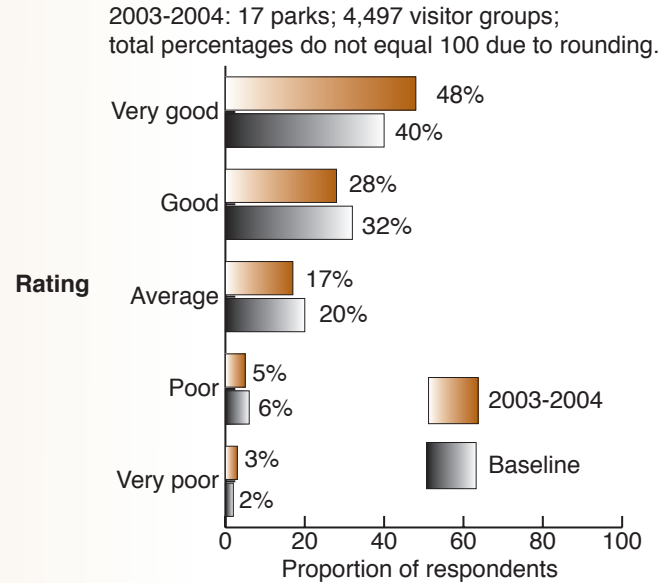 2003-2004: 17 parks; 4,497 visitor groups;
total percentages do not equal 100 due to rounding.
Very good
48%
40%
Good
28%
32%
Rating
Average
17%
20%
Poor
5%
6%
2003-2004
Baseline
Very poor
3%
2%
0 20 40 60 80 100
Proportion of respondents